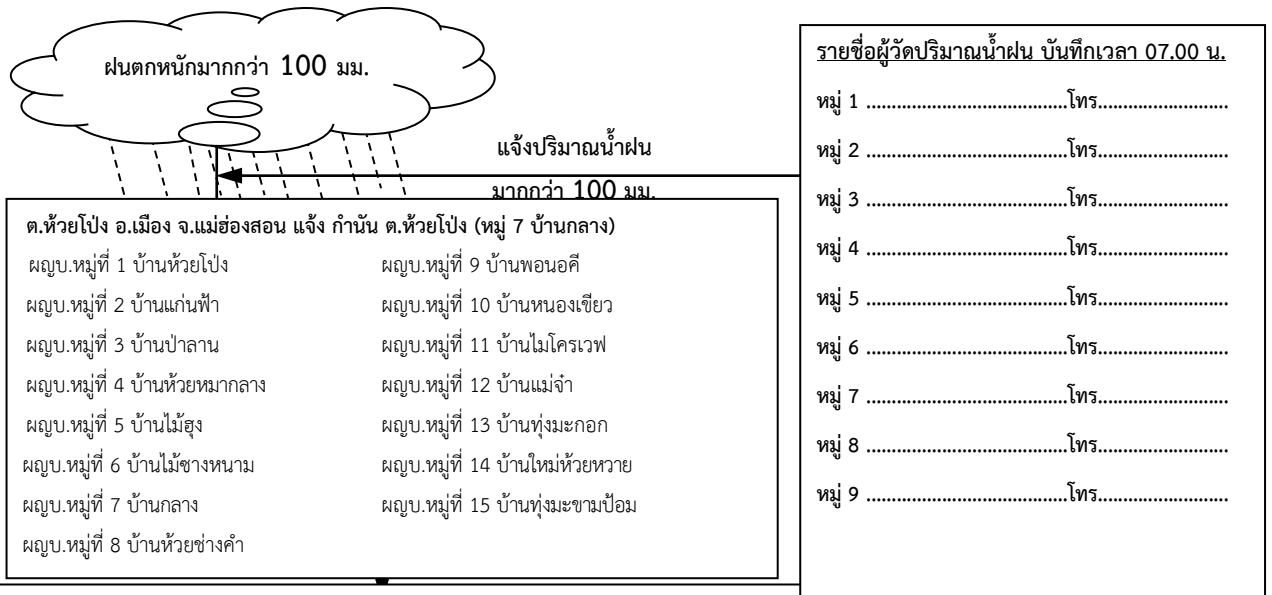 ฝนตกหนักมากกว่า 100 มม.
แจ้งปริมาณน้ำฝน
มากกว่า 100 มม.
ต.ห้วยโป่ง อ.เมือง จ.แม่ฮ่องสอน แจ้ง กำนัน ต.ห้วยโป่ง (หมู่ 7 บ้านกลาง)
ผญบ.หมู่ที่ 1 บ้านห้วยโป่ง
ผญบ.หมู่ที่ 2 บ้านแก่นฟ้า
ผญบ.หมู่ที่ 3 บ้านป่าลาน
ผญบ.หมู่ที่ 4 บ้านห้วยหมากลาง
ผญบ.หมู่ที่ 5 บ้านไม้ฮุง
ผญบ.หมู่ที่ 6 บ้านไม้ซางหนาม
ผญบ.หมู่ที่ 7 บ้านกลาง
ผญบ.หมู่ที่ 8 บ้านห้วยช่างคำ
ผญบ.หมู่ที่ 9 บ้านพอนอคี
ผญบ.หมู่ที่ 10 บ้านหนองเขียว
ผญบ.หมู่ที่ 11 บ้านไมโครเวฟ
ผญบ.หมู่ที่ 12 บ้านแม่จ๋า
ผญบ.หมู่ที่ 13 บ้านทุ่งมะกอก
ผญบ.หมู่ที่ 14 บ้านใหม่ห้วยหวาย
ผญบ.หมู่ที่ 15 บ้านทุ่งมะขามป้อม
รายชื่อผู้วัดปริมาณน้ำฝน บันทึกเวลา 07.00 น.
หมู่ 1 .....................................โทร........................
หมู่ 2 .....................................โทร........................
หมู่ 3 .....................................โทร........................
หมู่ 4 .....................................โทร........................
หมู่ 5 .....................................โทร........................
หมู่ 6 .....................................โทร........................
หมู่ 7 .....................................โทร........................
หมู่ 8 .....................................โทร........................
หมู่ 9 .....................................โทร........................